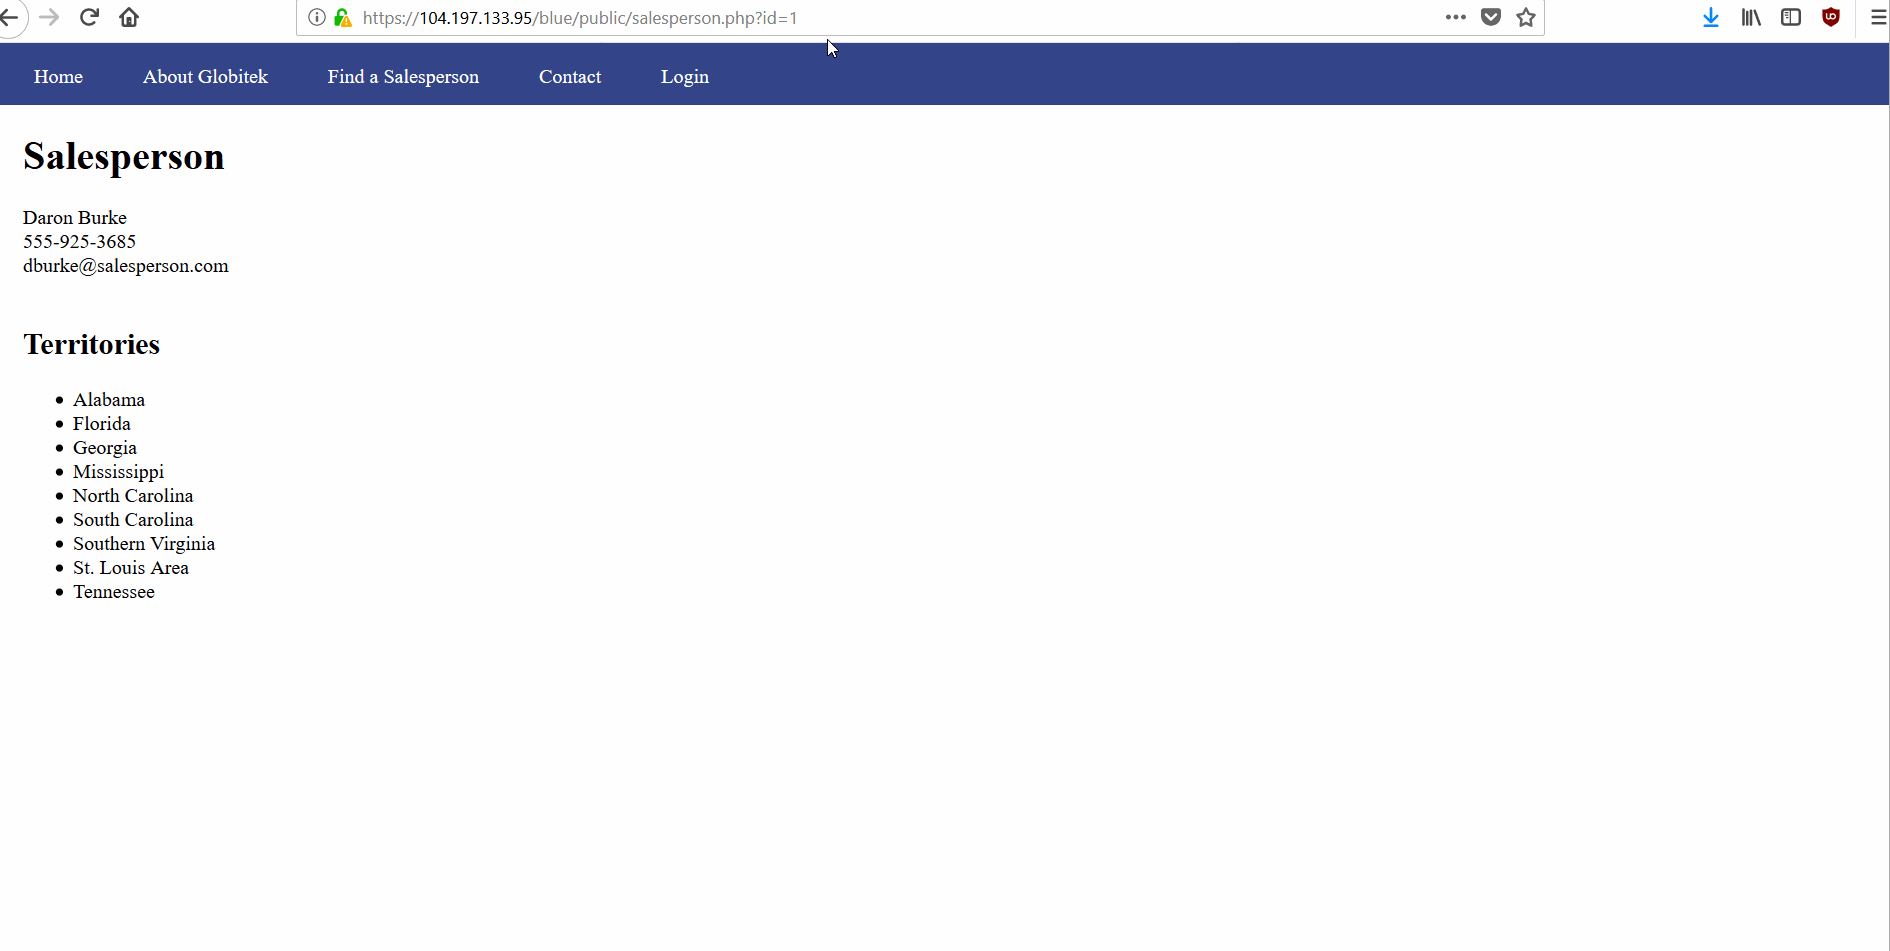 https://104.197.133.95/blue/public/salesperson.php?id=1
Home About Globitek Find a Salesperson Contact Login
Salesperson
Daron Burke
555-925-3685
dburke@salesperson.com
Territories
Alabama
Florida
Georgia
Mississippi
North Carolina
South Carolina
Southern Virginia
St. Louis Area
Tennessee